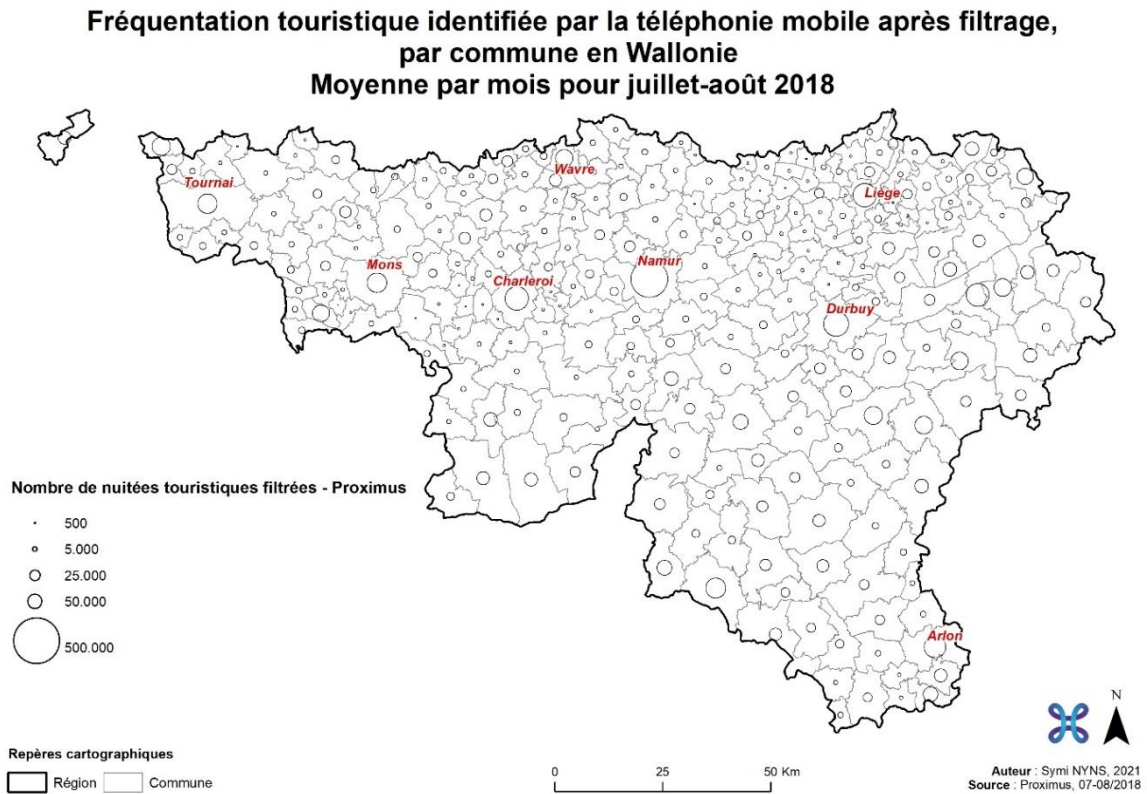 Fréquentation touristique identifiée par la téléphonie mobile après filtrage,
par commune en Wallonie
Moyenne par mois pour juillet-août 2018
Tournai
Wavre
Liège
Mons
Charleroi
Namur
Durbuy
Arlon
Nombre de nuitées touristiques filtrées - Proximus
500
5.000
25.000
50.000
500.000
Repères cartographiques
Région
Commune
0 25 50 Km
N
Auteur : Symi NYNS, 2021
Source : Proximus, 07-08/2018